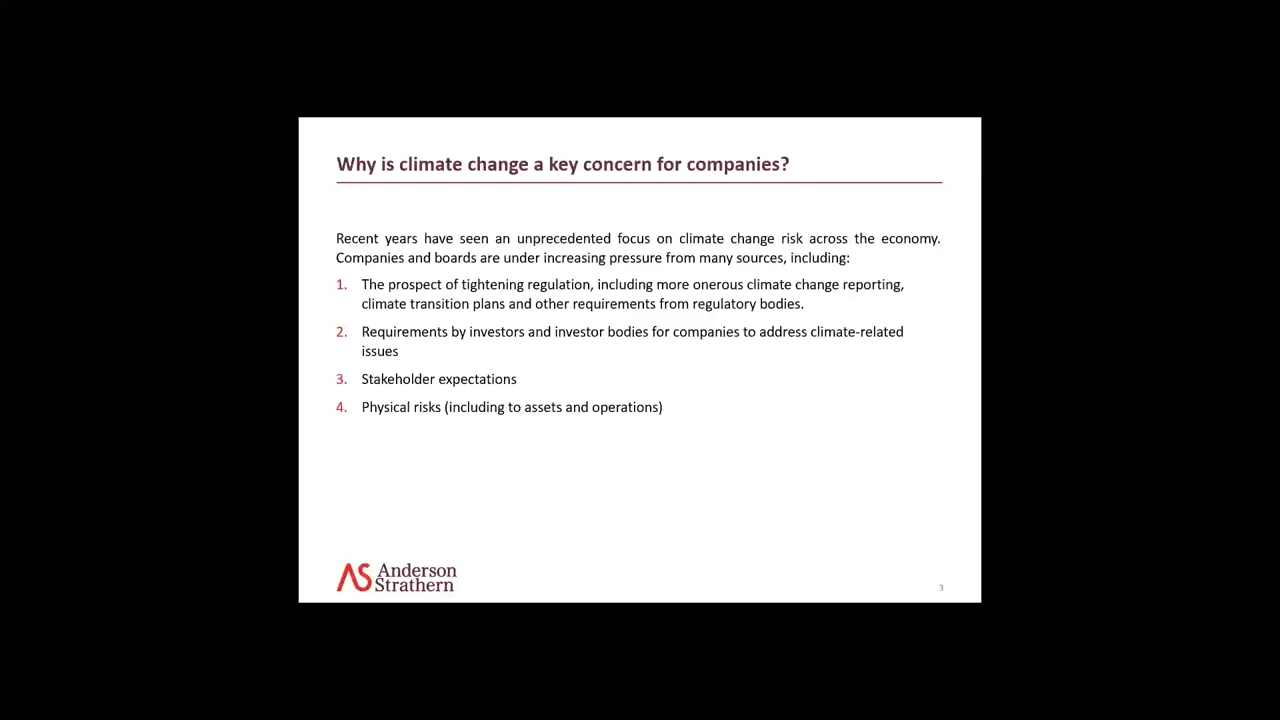 Why is climate change a key concern for companies?
Recent years have seen an unprecedented focus on climate change risk across the economy.
Companies and boards are under increasing pressure from many sources, including:
1. The prospect of tightening regulation, including more onerous climate change reporting,
climate transition plans and other requirements from regulatory bodies.
2. Requirements by investors and investor bodies for companies to address climate-related
issues
3. Stakeholder expectations
4. Physical risks (including to assets and operations)
AS Anderson
Strathern
3